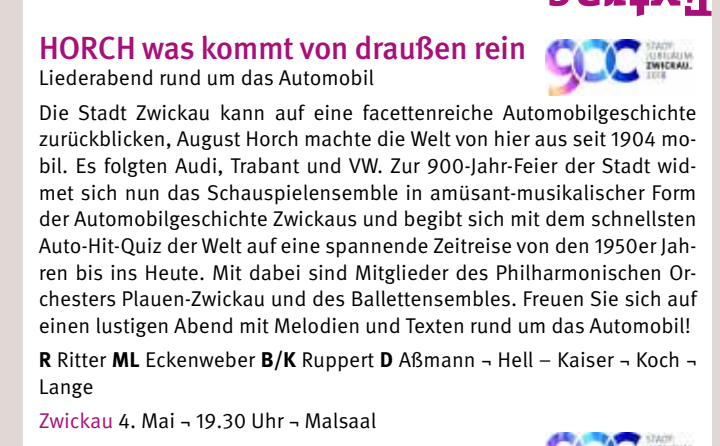 Extras
HORCH was kommt von draußen rein
Liederabend rund um das Automobil
900 STADT
JUBILÄUM
ZWICKAU.
2018
Die Stadt Zwickau kann auf eine facettenreiche Automobilgeschichte
zurückblicken, August Horch machte die Welt von hier aus seit 1904 mo-
bil. Es folgten Audi, Trabant und VW. Zur 900-Jahr-Feier der Stadt wid-
met sich nun das Schauspielensemble in amüsant-musikalischer Form
der Automobilgeschichte Zwickaus und begibt sich mit dem schnellsten
Auto-Hit-Quiz der Welt auf eine spannende Zeitreise von den 1950er Jah-
ren bis ins Heute. Mit dabei sind Mitglieder des Philharmonischen Or-
chesters Plauen-Zwickau und des Ballettensembles. Freuen Sie sich auf
einen lustigen Abend mit Melodien und Texten rund um das Automobil!
R Ritter ML Eckenweber B/K Ruppert D Aßmann ¬ Hell – Kaiser ¬ Koch ¬
Lange
Zwickau 4. Mai ¬ 19.30 Uhr ¬ Malsaal